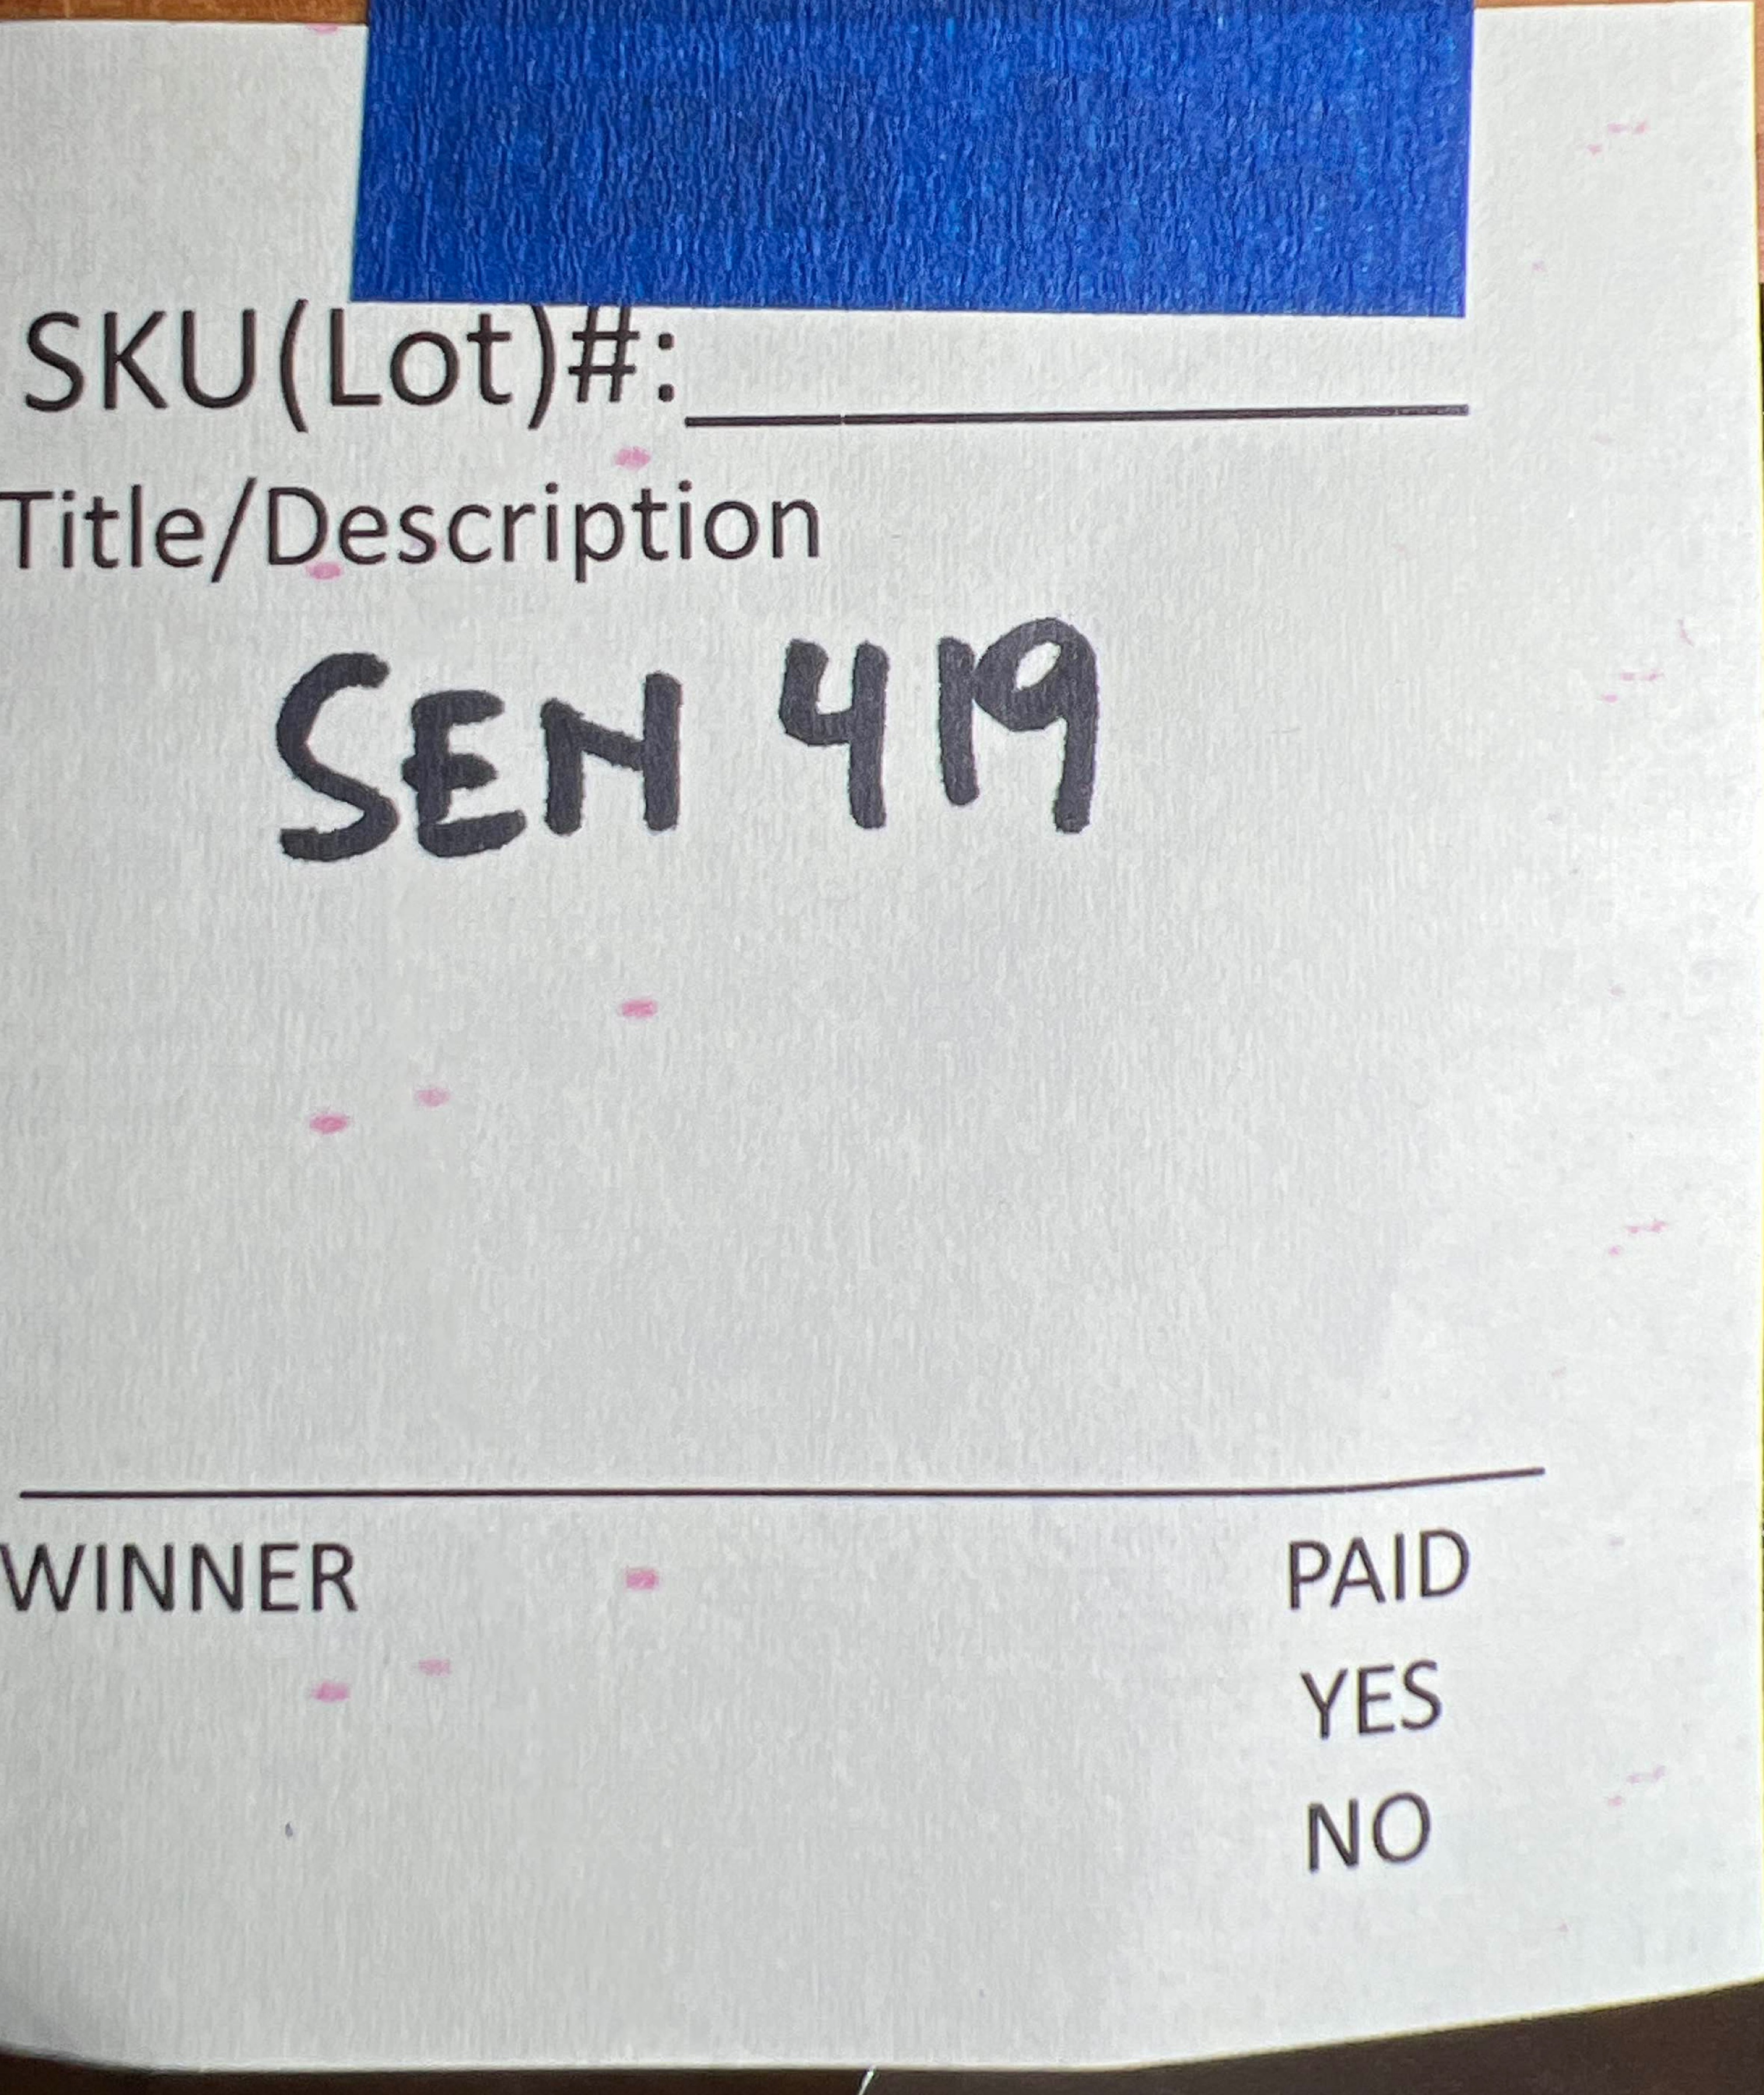 SKU(Lot)#:
Title/Description
SEN 419
WINNER
PAID
YES
NO